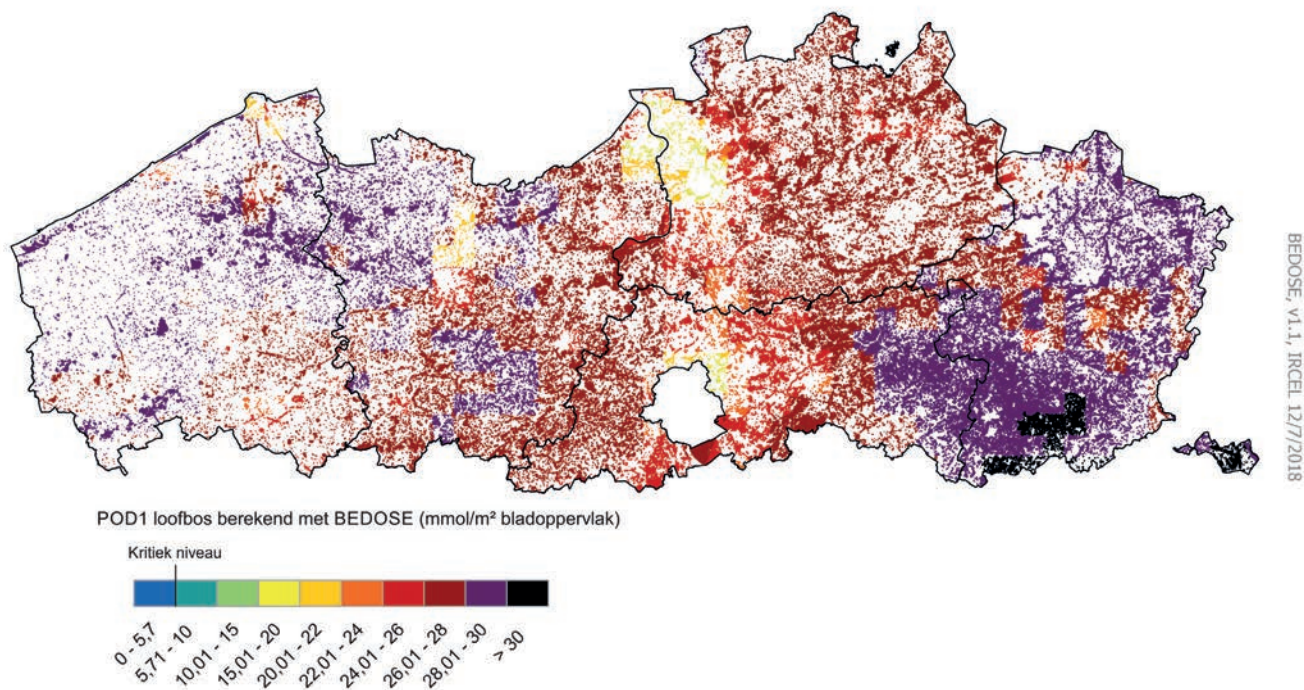 BEDOSE, v1.1, IRCEL 12/7/2018
POD1 loofbos berekend met BEDOSE (mmol/m² bladoppervlak)
Kritiek niveau
0 - 5,7
5,71 - 10
10,01 - 15
15,01 - 20
20,01 - 22
22,01 - 24
24,01 - 26
26,01 - 28
28,01 - 30
> 30